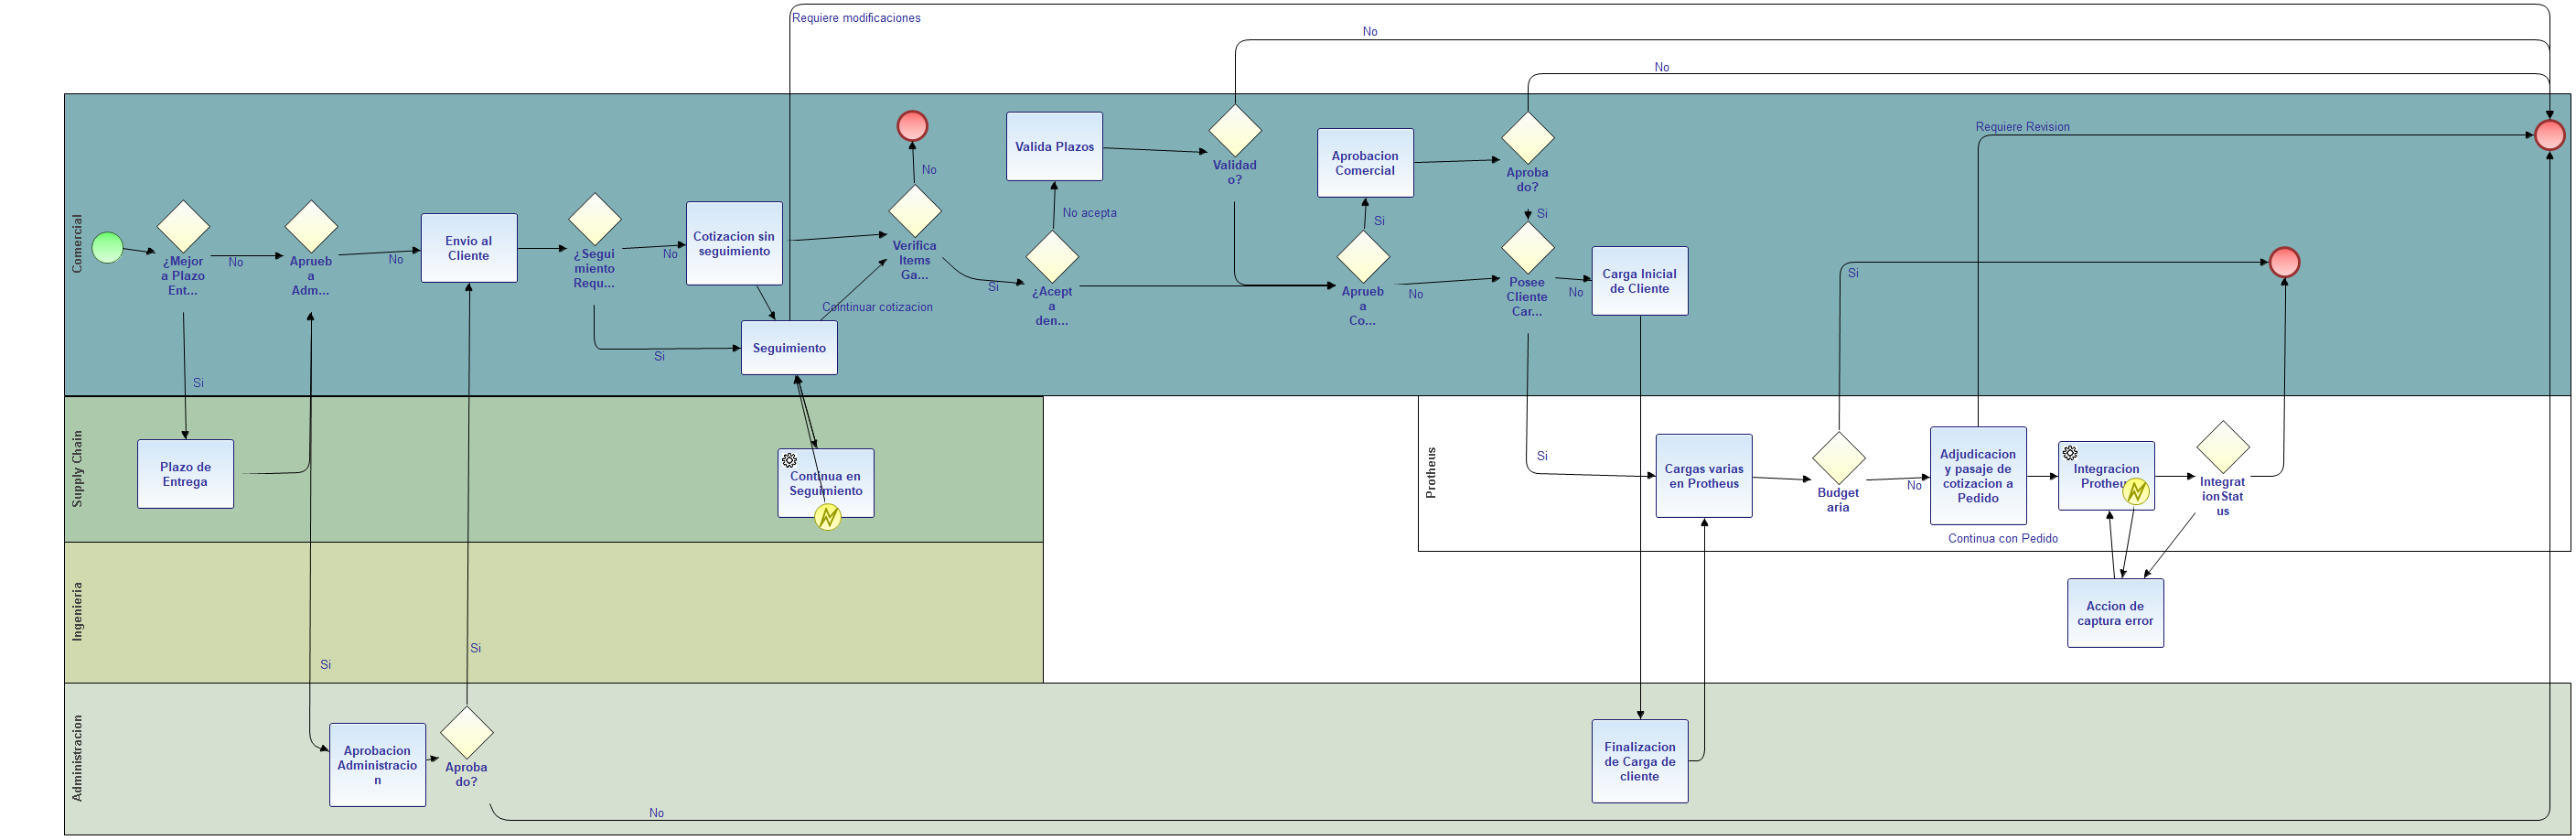 Requiere modificaciones
No
No
Comercial
¿Mejor
a Plazo
Ent...
No
Si
Aprueb
a
Adm...
No
Si
Envio al
Cliente
¿Segui
miento
Requ...
No
Si
Cotizacion sin
seguimiento
Seguimiento
Cointinuar cotizacion
Verifica
Items
Ga...
No
Si
¿Acept
a
den...
No acepta
Valida Plazos
Validad
o?
Aprueb
a
Co...
Si
No
Aprobacion
Comercial
Aproba
do?
Si
Posee
Cliente
Car...
No
Si
Carga Inicial
de Cliente
Si
Requiere Revision
Supply Chain
Plazo de
Entrega
Continua en
Seguimiento
Protheus
Cargas varias
en Protheus
Budget
aria
No
Adjudicacion
y pasaje de
cotizacion a
Pedido
Continua con Pedido
Integracion
Protheus
Integrat
ionStat
us
Accion de
captura error
Ingenieria
Administracion
Aprobacion
Administracio
n
Aproba
do?
Si
No
Finalizacion
de Carga de
cliente